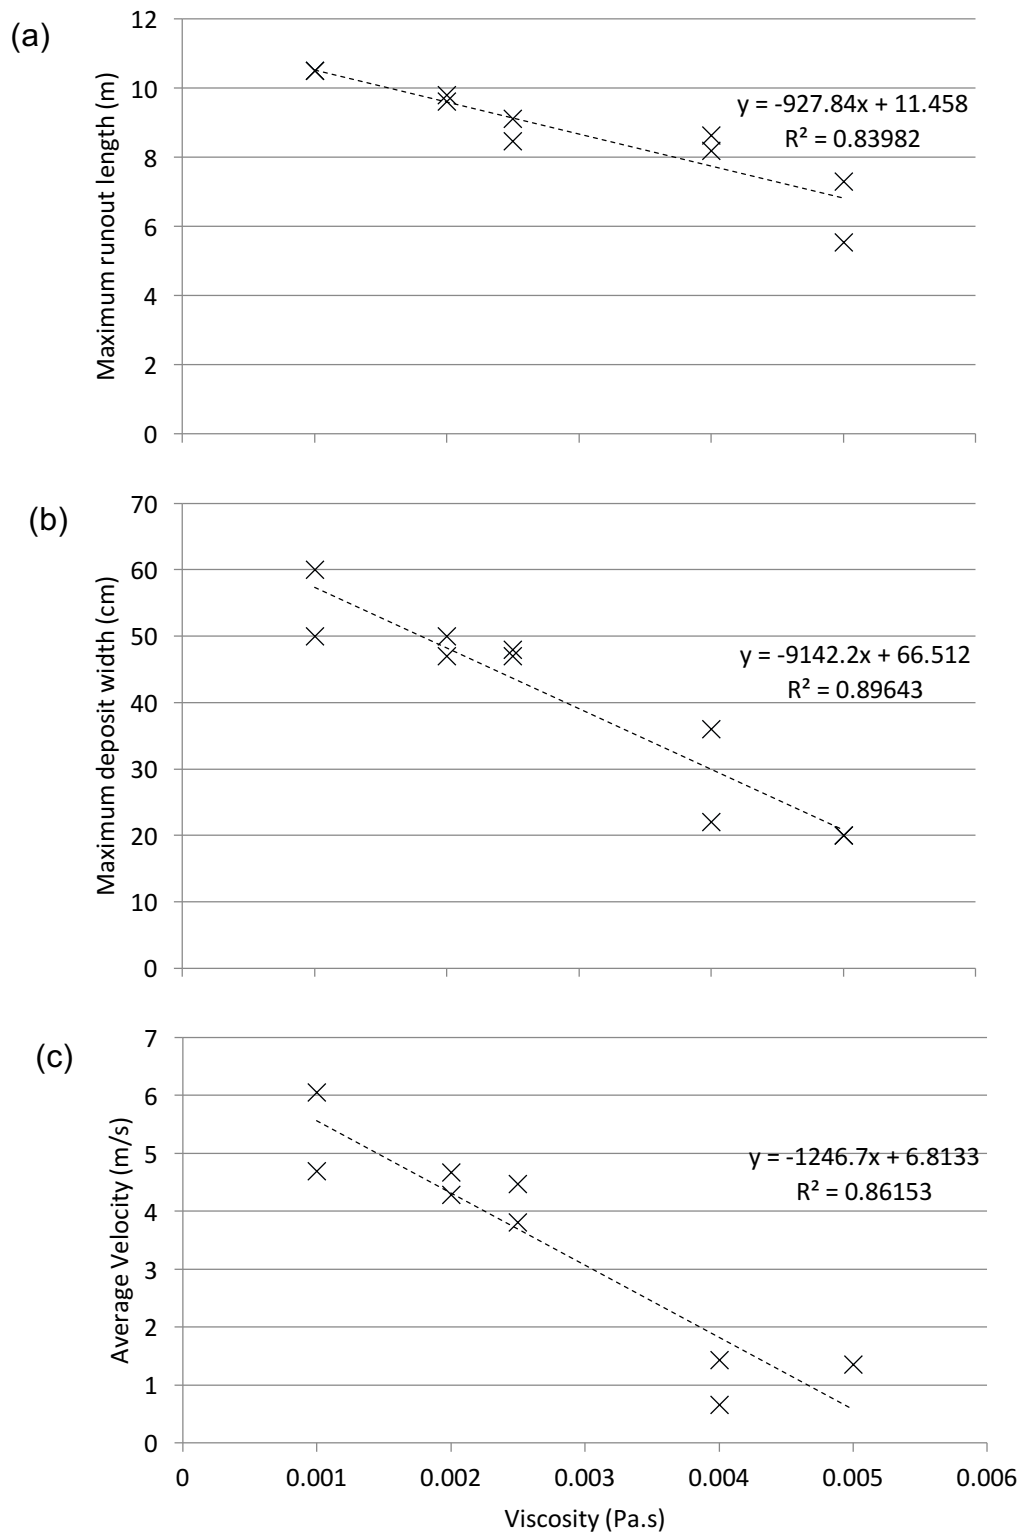 (a)
Maximum runout length (m)
12
10
8
6
4
2
0
y = -927.84x + 11.458
R² = 0.83982
(b)
Maximum deposit width (cm)
70
60
50
40
30
20
10
0
y = -9142.2x + 66.512
R² = 0.89643
(c)
Average Velocity (m/s)
7
6
5
4
3
2
1
0
y = -1246.7x + 6.8133
R² = 0.86153
0 0.001 0.002 0.003 0.004 0.005 0.006
Viscosity (Pa.s)